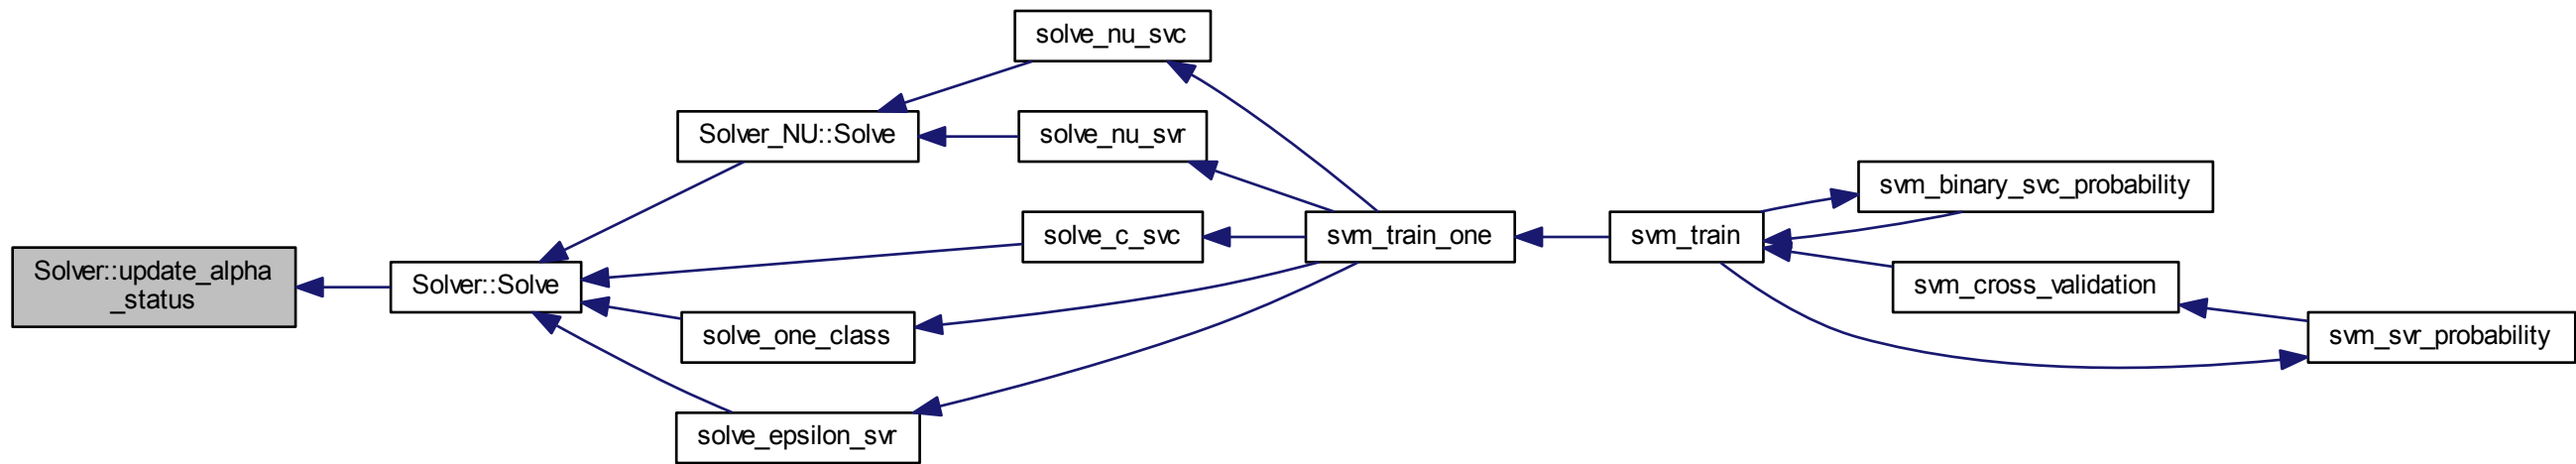 solve_nu_svc
Solver_NU::Solve
solve_nu_svr
svm_binary_svc_probability
solve_c_svc
svm_train_one
svm_train
Solver::update_alpha
_status
Solver::Solve
svm_cross_validation
solve_one_class
svm_svr_probability
solve_epsilon_svr